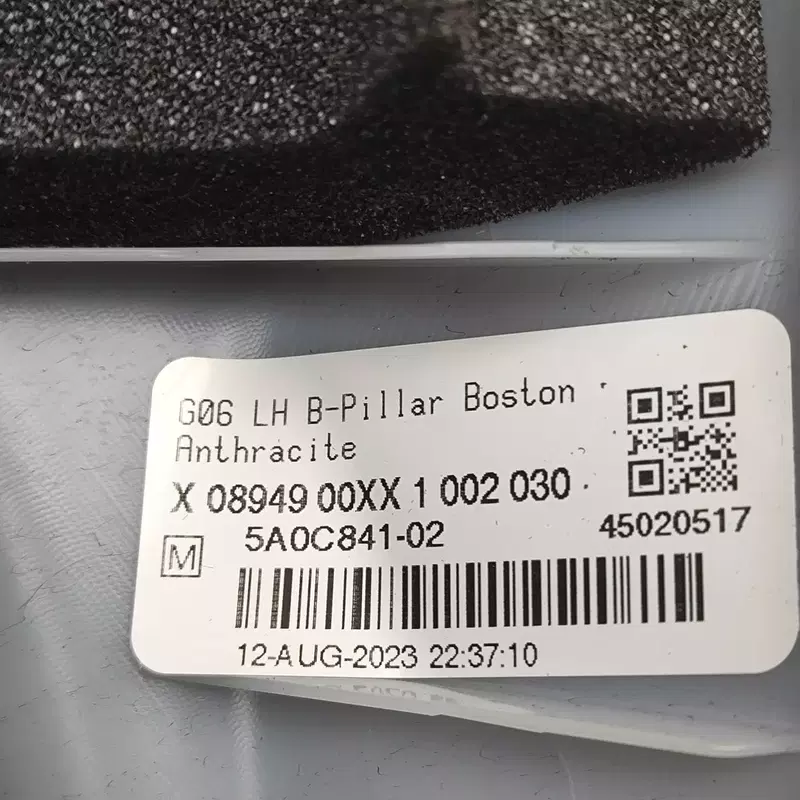 G06 LH B-Pillar Boston
Anthracite
X 08949 00XX 1 002 030
M
5A0C841-02
45020517
12-AUG-2023 22:37:10